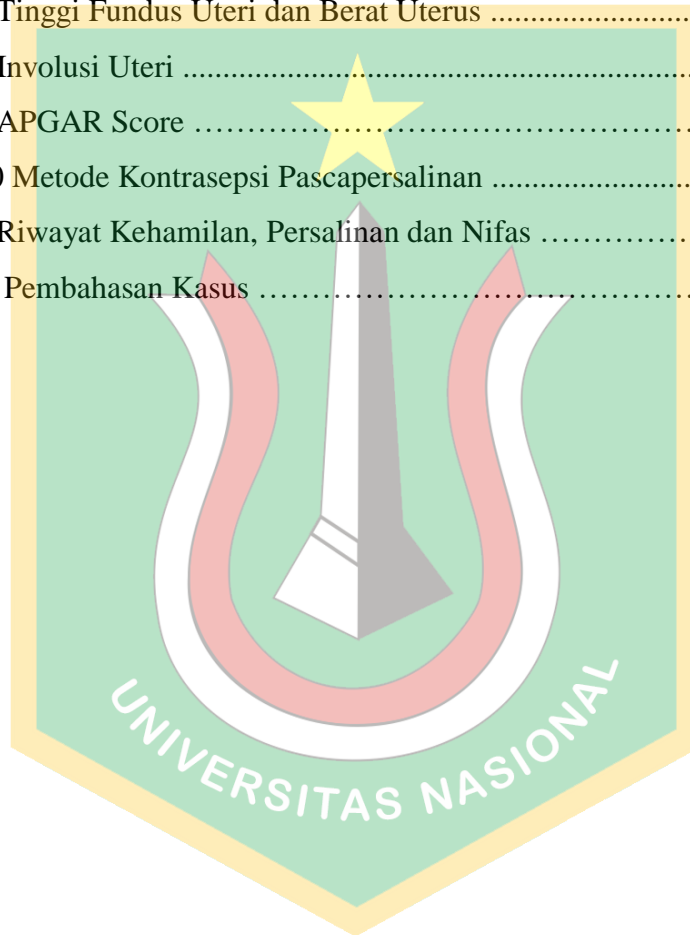 Tinggi Fundus Uteri dan Berat Uterus ........................
Involusi Uteri ..............................................................
APGAR Score ……………………………………………
) Metode Kontrasepsi Pascapersalinan ........................
Riwayat Kehamilan, Persalinan dan Nifas ……………
Pembahasan Kasus ………………………………………
UNIVERSITAS NASIONAL